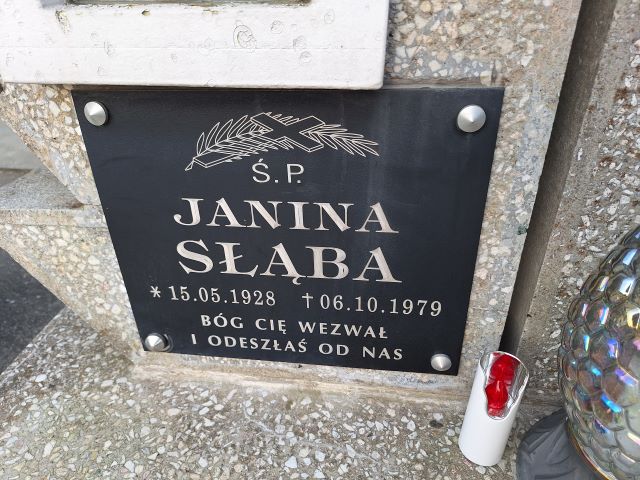 Ś.P.
JANINA
SŁĄBA
* 15.05.1928 † 06.10.1979
BÓG CIĘ WEZWAŁ
I ODESZŁAŚ OD NAS